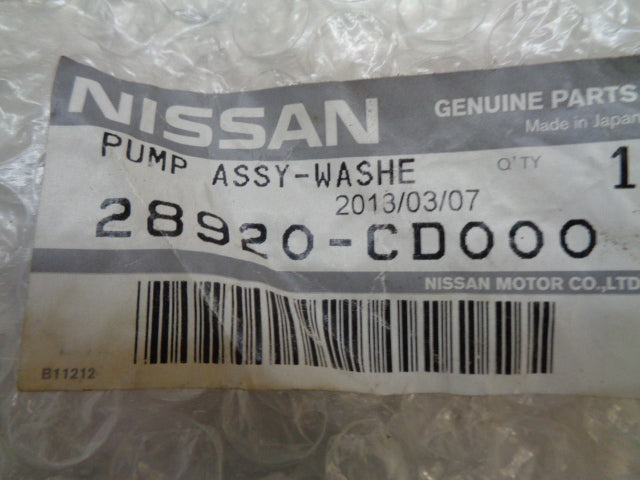 NISSAN
GENUINE PARTS
Made in Japan
PUMP ASSY-WASHE
Q'TY 1
2013/03/07
28920-CD000
NISSAN MOTOR CO.,LTD
B11212